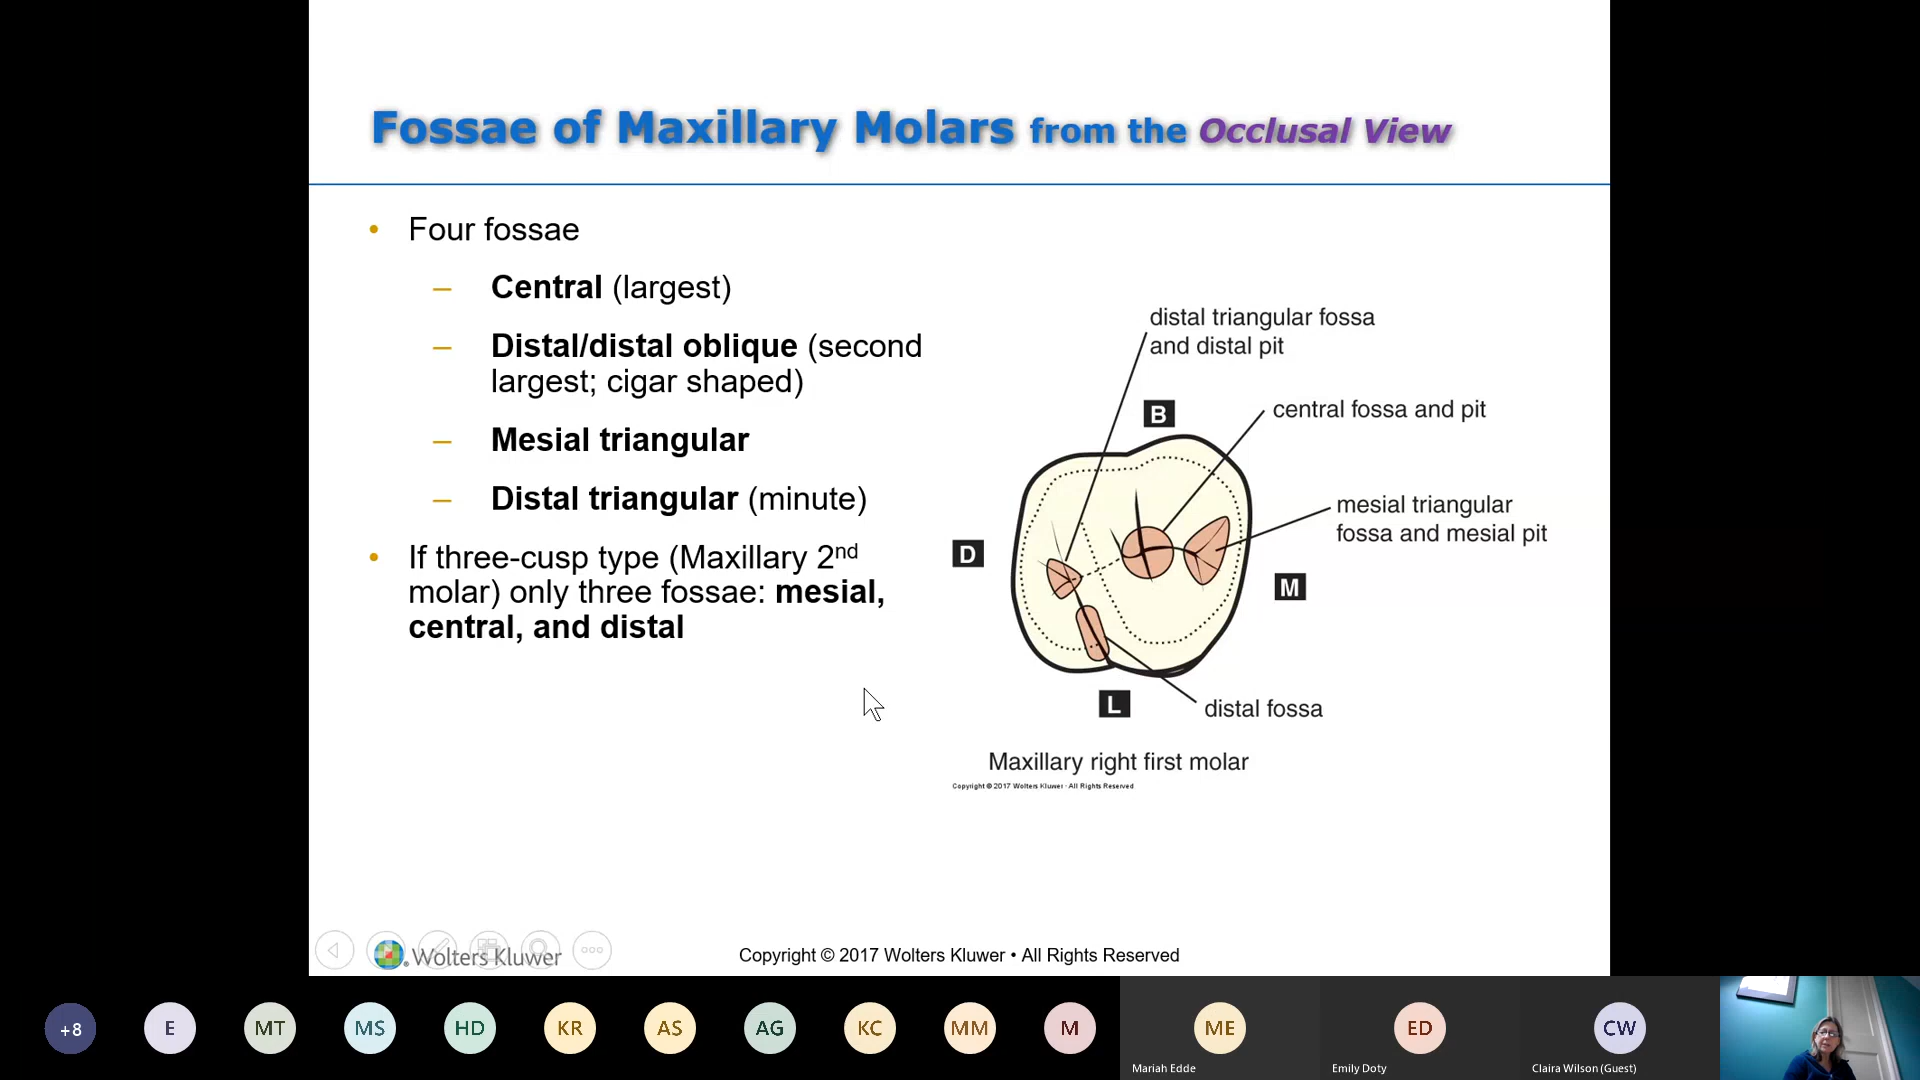 Fossae of Maxillary Molars from the Occlusal View
• Four fossae
– Central (largest)
– Distal/distal oblique (second
largest; cigar shaped)
– Mesial triangular
– Distal triangular (minute)
• If three-cusp type (Maxillary 2nd
molar) only three fossae: mesial,
central, and distal
distal triangular fossa
and distal pit
B
central fossa and pit
mesial triangular
fossa and mesial pit
D
M
L
distal fossa
Maxillary right first molar
Copyright © 2017 Wolters Kluwer - All Rights Reserved
Wolters Kluwer
Copyright © 2017 Wolters Kluwer • All Rights Reserved
+8
E
MT
MS
HD
KR
AS
AG
KC
MM
M
ME
Mariah Edde
ED
Emily Doty
CW
Claira Wilson (Guest)